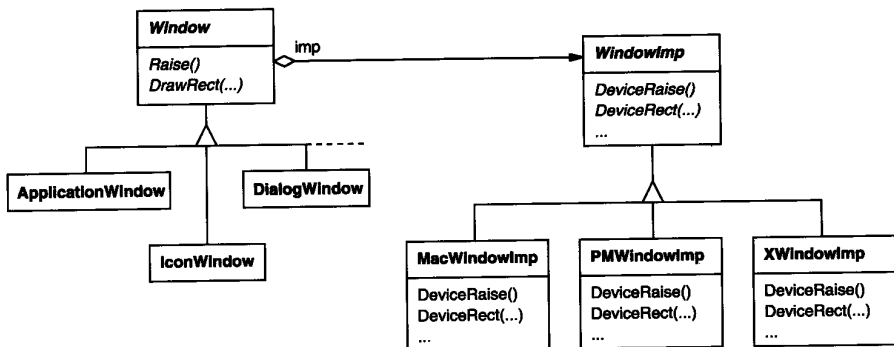 Window
Raise()
DrawRect(...)
imp
WindowImp
DeviceRaise()
DeviceRect(...)
...
ApplicationWindow
DialogWindow
IconWindow
MacWindowImp
DeviceRaise()
DeviceRect(...)
...
PMWindowImp
DeviceRaise()
DeviceRect(...)
...
XWindowImp
DeviceRaise()
DeviceRect(...)
...